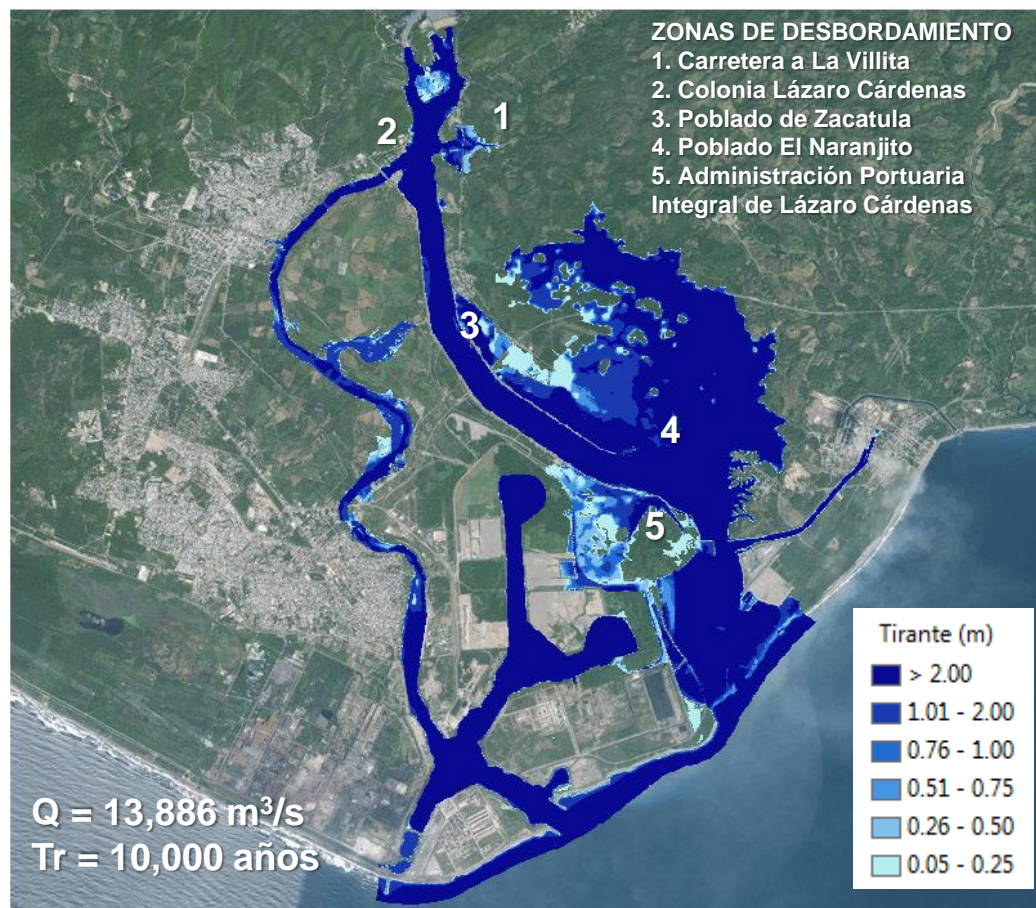 ZONAS DE DESBORDAMIENTO
1. Carretera a La Villita
2. Colonia Lázaro Cárdenas
3. Poblado de Zacatula
4. Poblado El Naranjito
5. Administración Portuaria
Integral de Lázaro Cárdenas
1
2
3
4
5
Q = 13,886 m³/s
Tr = 10,000 años
Tirante (m)
> 2.00
1.01 - 2.00
0.76 - 1.00
0.51 - 0.75
0.26 - 0.50
0.05 - 0.25